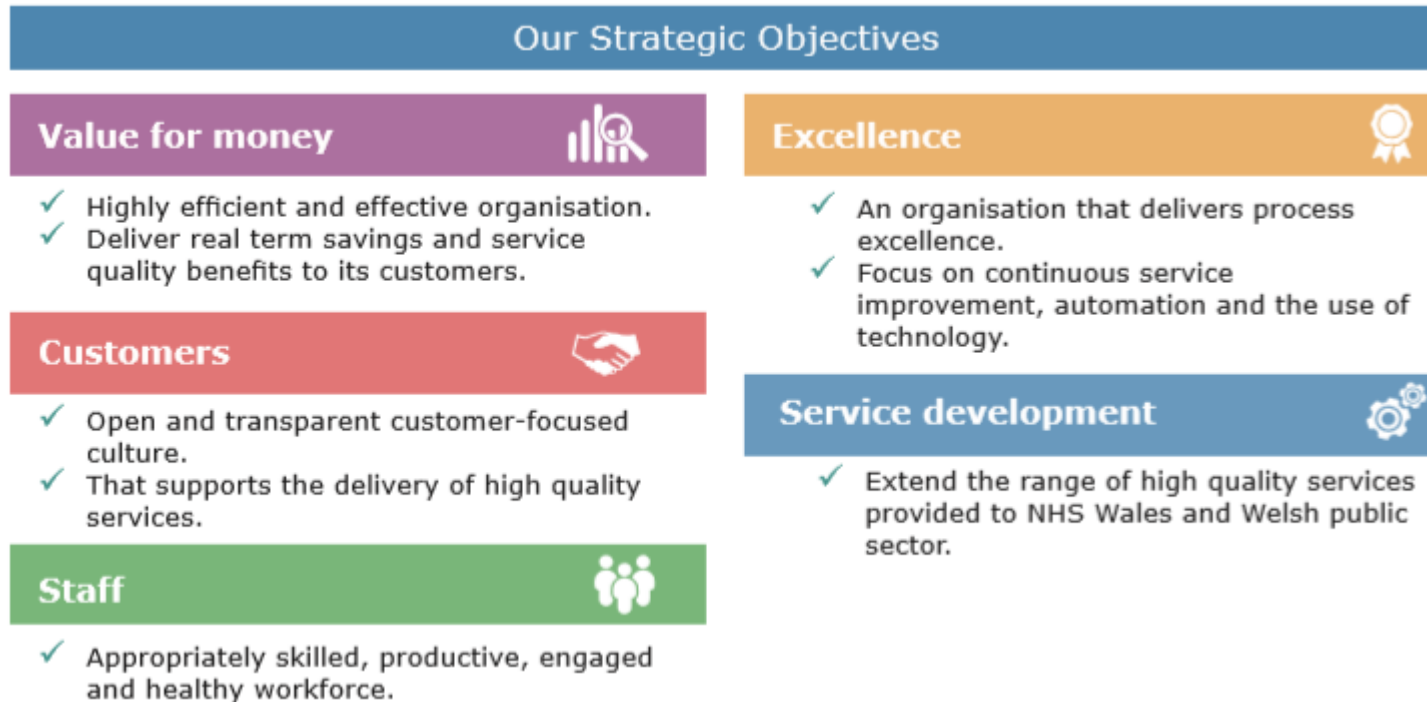 Our Strategic Objectives
Value for money
Highly efficient and effective organisation.
Deliver real term savings and service
quality benefits to its customers.
Customers
Open and transparent customer-focused
culture.
That supports the delivery of high quality
services.
Staff
Appropriately skilled, productive, engaged
and healthy workforce.
Excellence
An organisation that delivers process
excellence.
Focus on continuous service
improvement, automation and the use of
technology.
Service development
Extend the range of high quality services
provided to NHS Wales and Welsh public
sector.